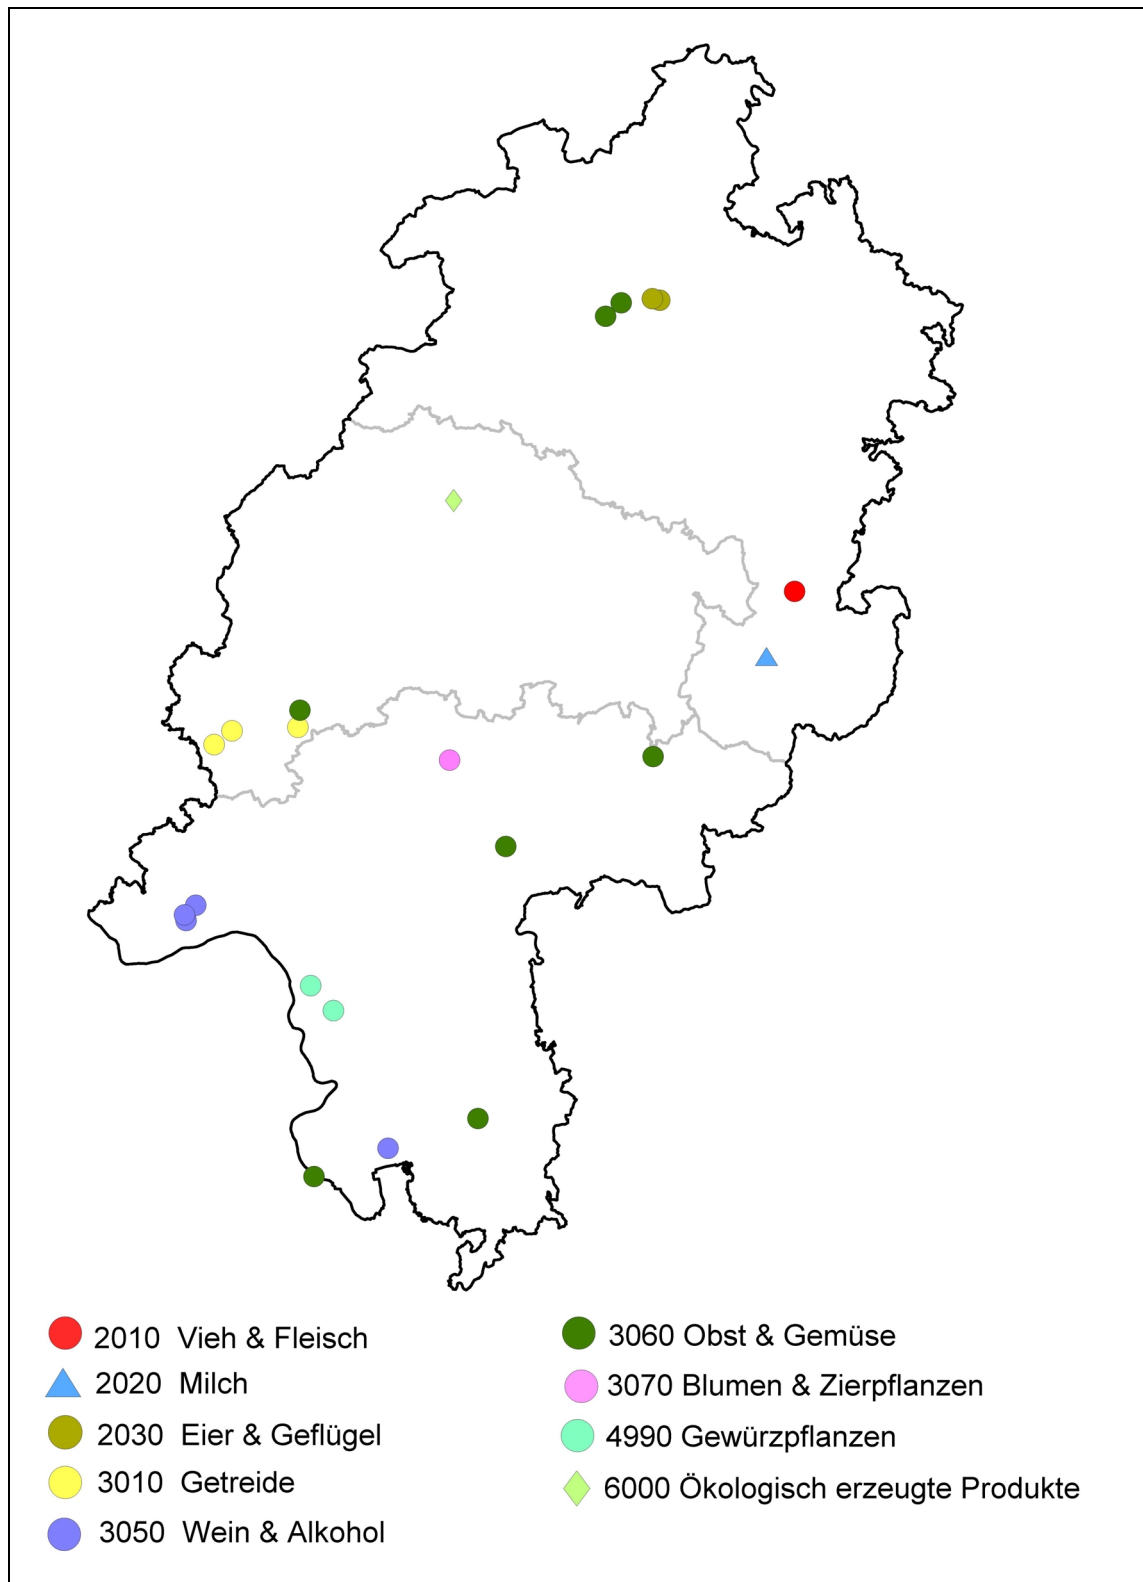 2010 Vieh & Fleisch
2020 Milch
2030 Eier & Geflügel
3010 Getreide
3050 Wein & Alkohol
3060 Obst & Gemüse
3070 Blumen & Zierpflanzen
4990 Gewürzpflanzen
6000 Ökologisch erzeugte Produkte